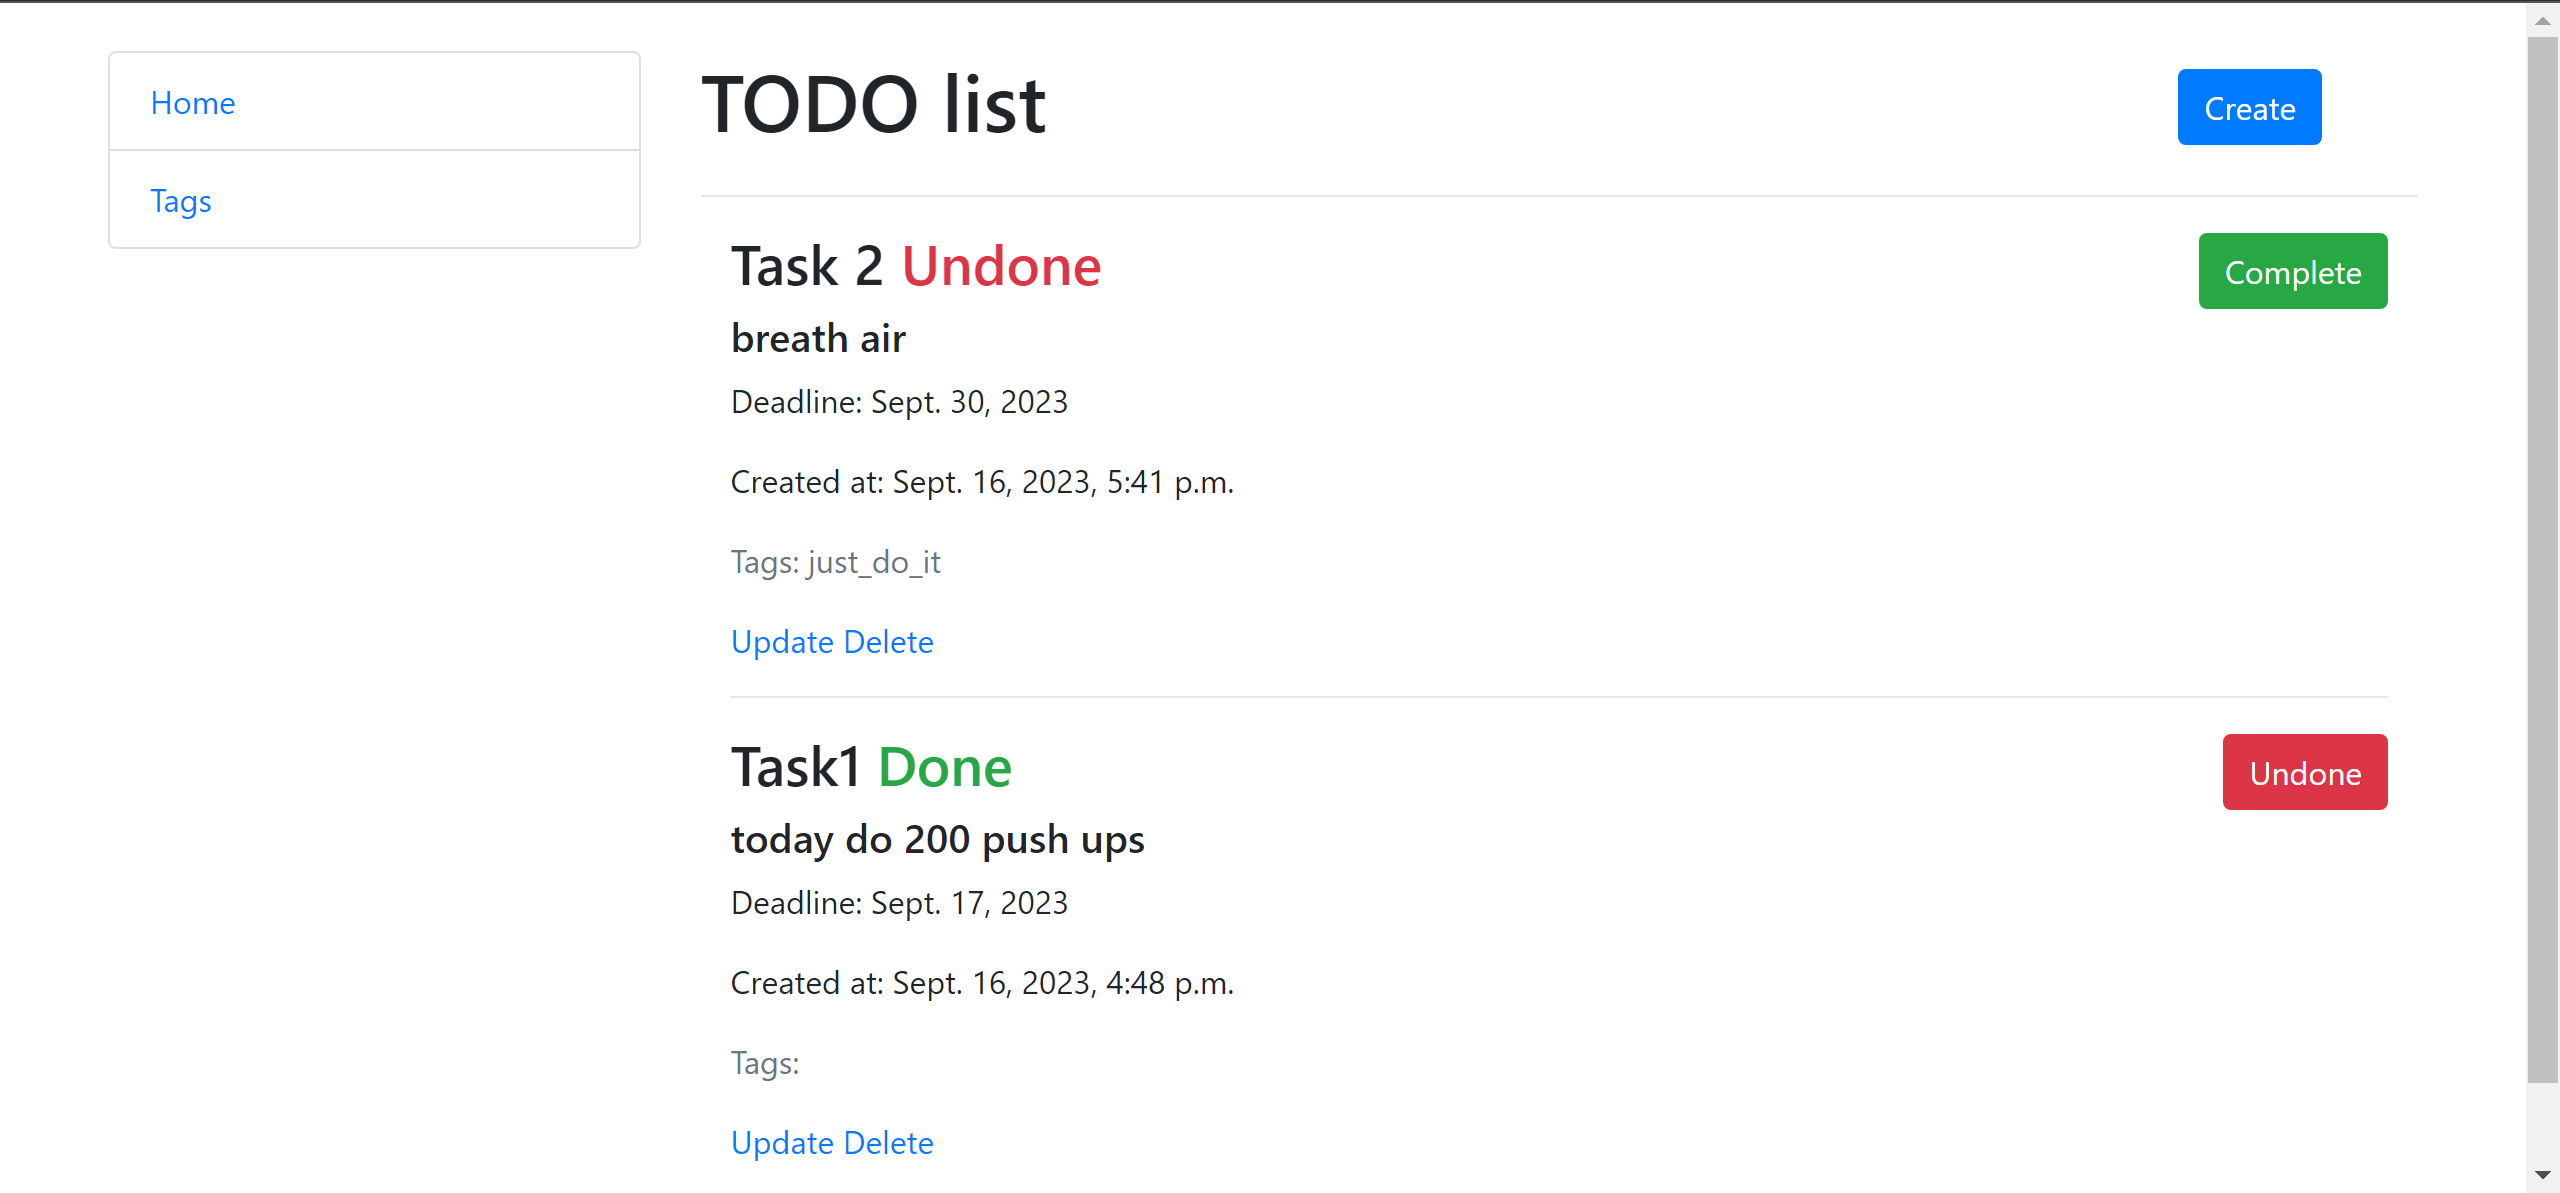 Home
Tags
TODO list
Create
Task 2 Undone
Complete
breath air
Deadline: Sept. 30, 2023
Created at: Sept. 16, 2023, 5:41 p.m.
Tags: just_do_it
Update Delete
Task1 Done
Undone
today do 200 push ups
Deadline: Sept. 17, 2023
Created at: Sept. 16, 2023, 4:48 p.m.
Tags:
Update Delete